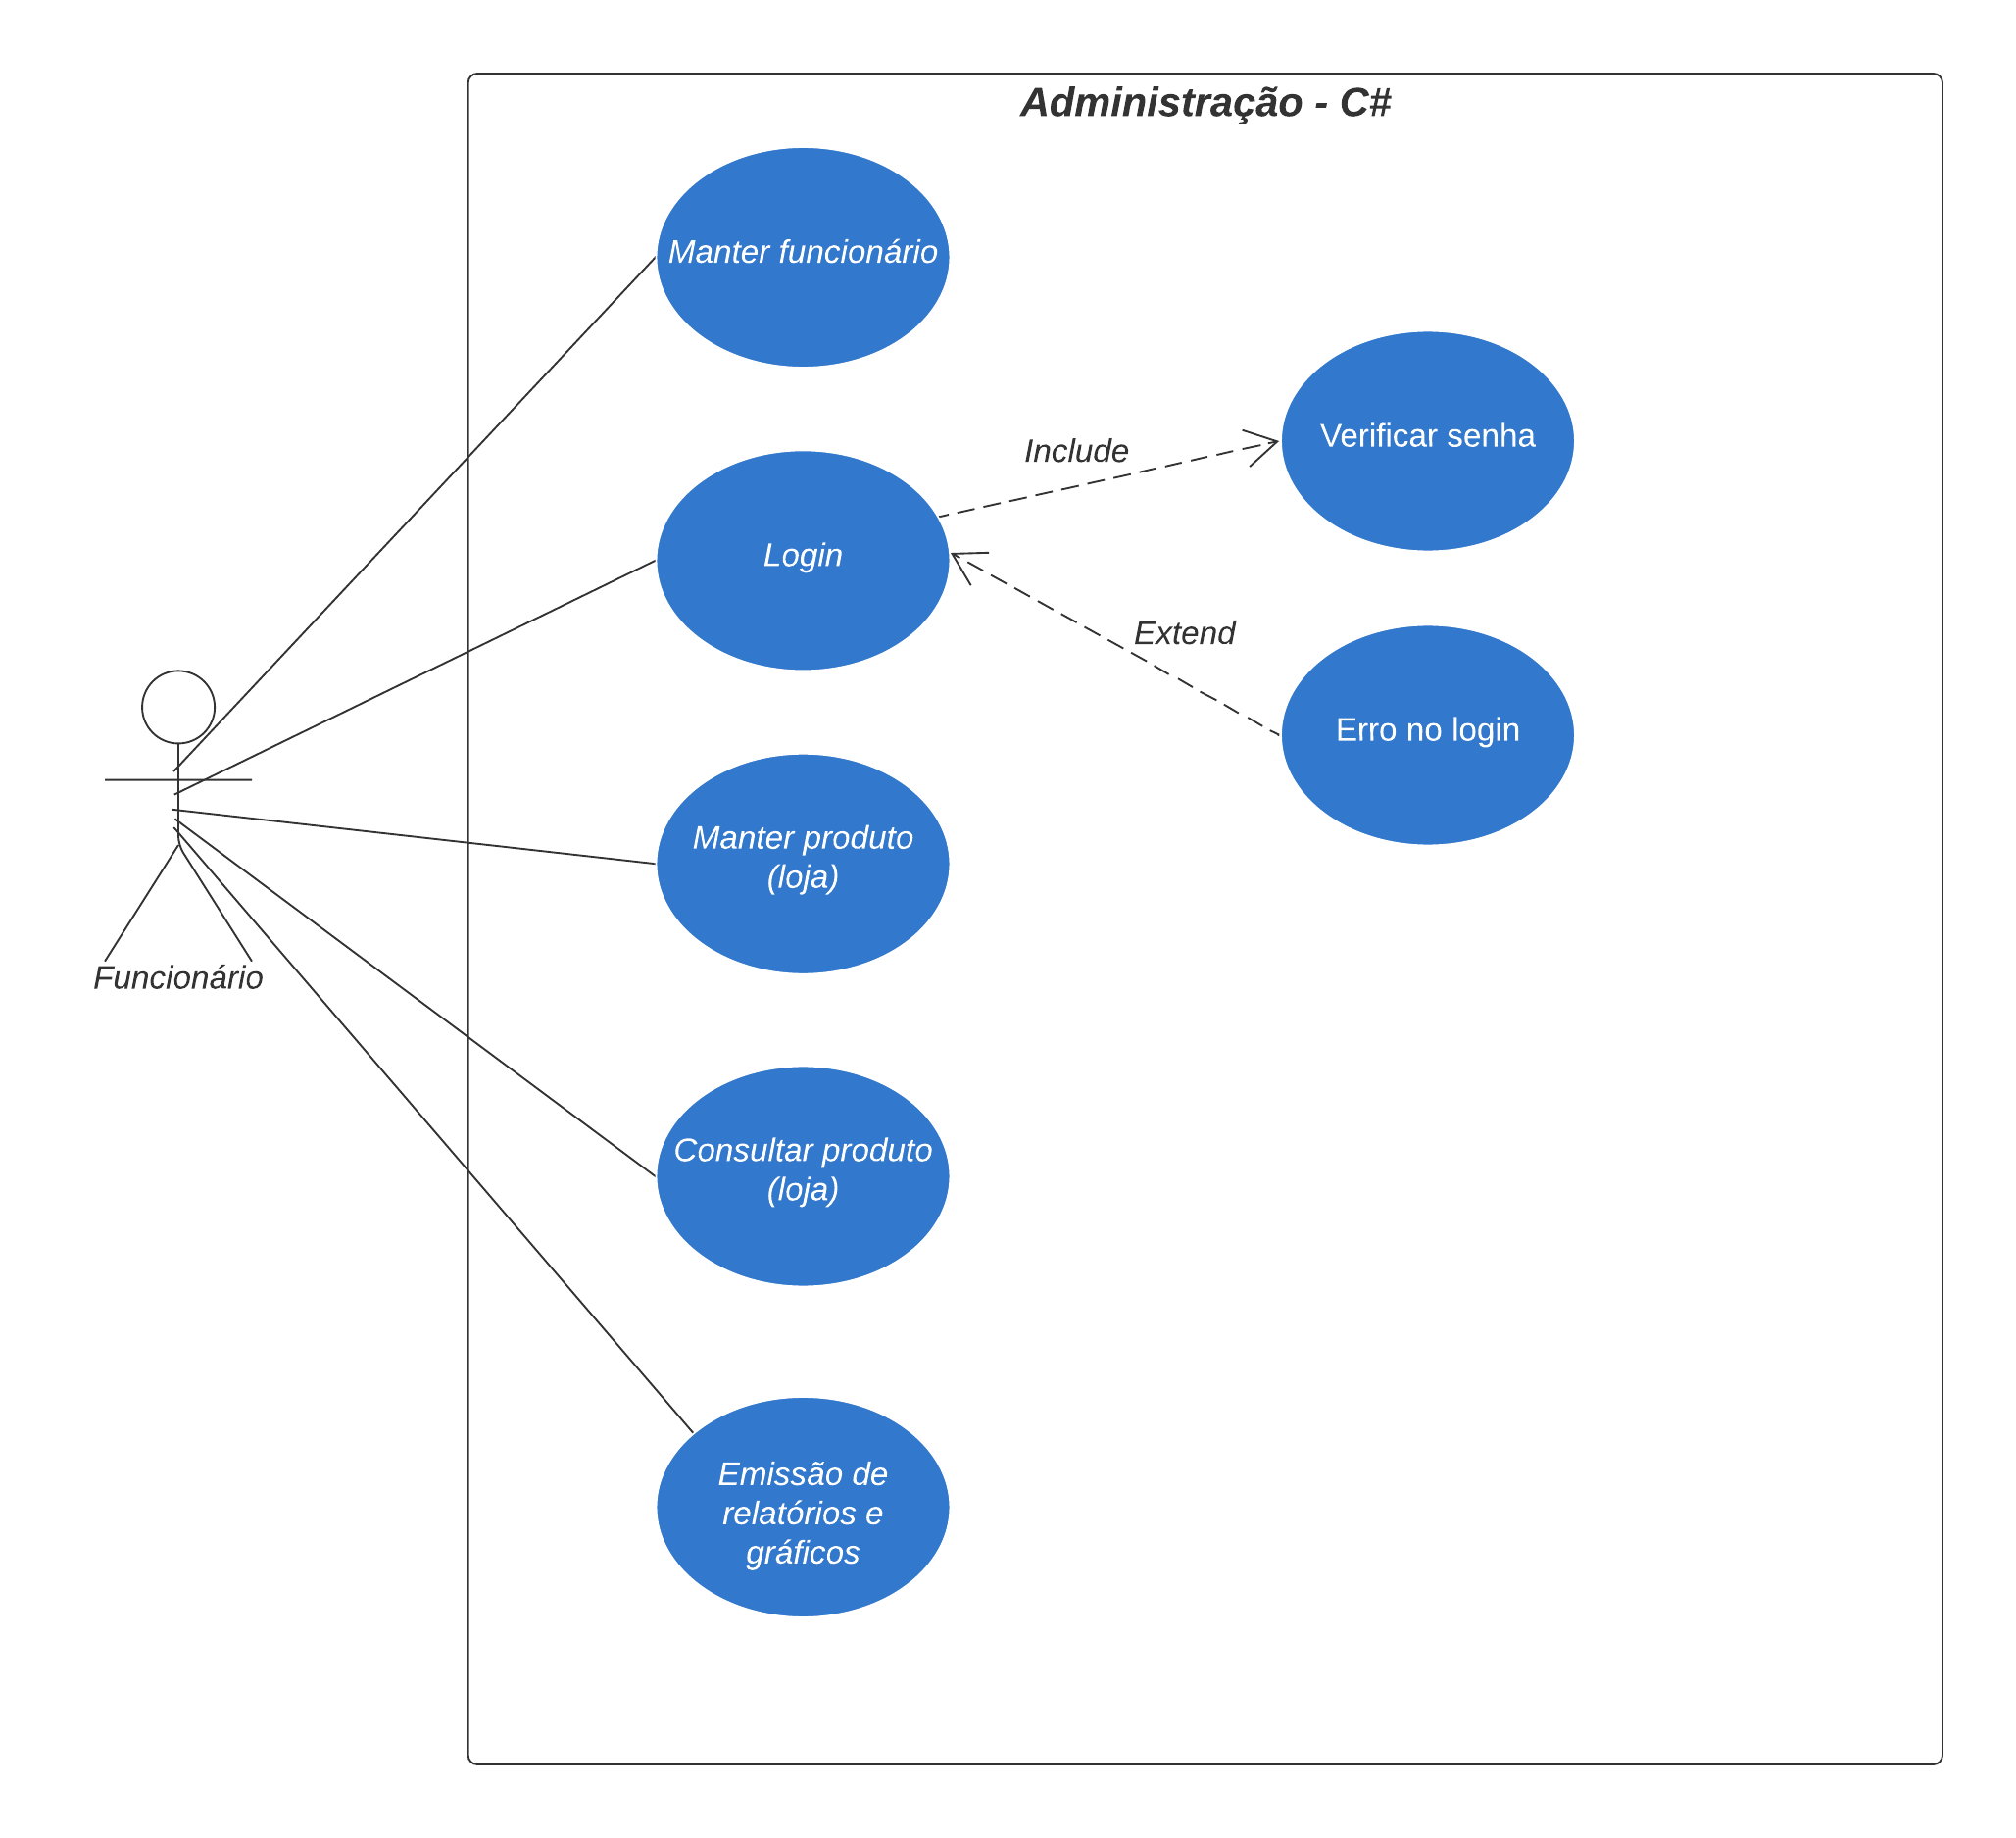 Administração - C#
Manter funcionário
Include
Verificar senha
Login
Extend
Erro no login
Manter produto
(loja)
Funcionário
Consultar produto
(loja)
Emissão de
relatórios e
gráficos